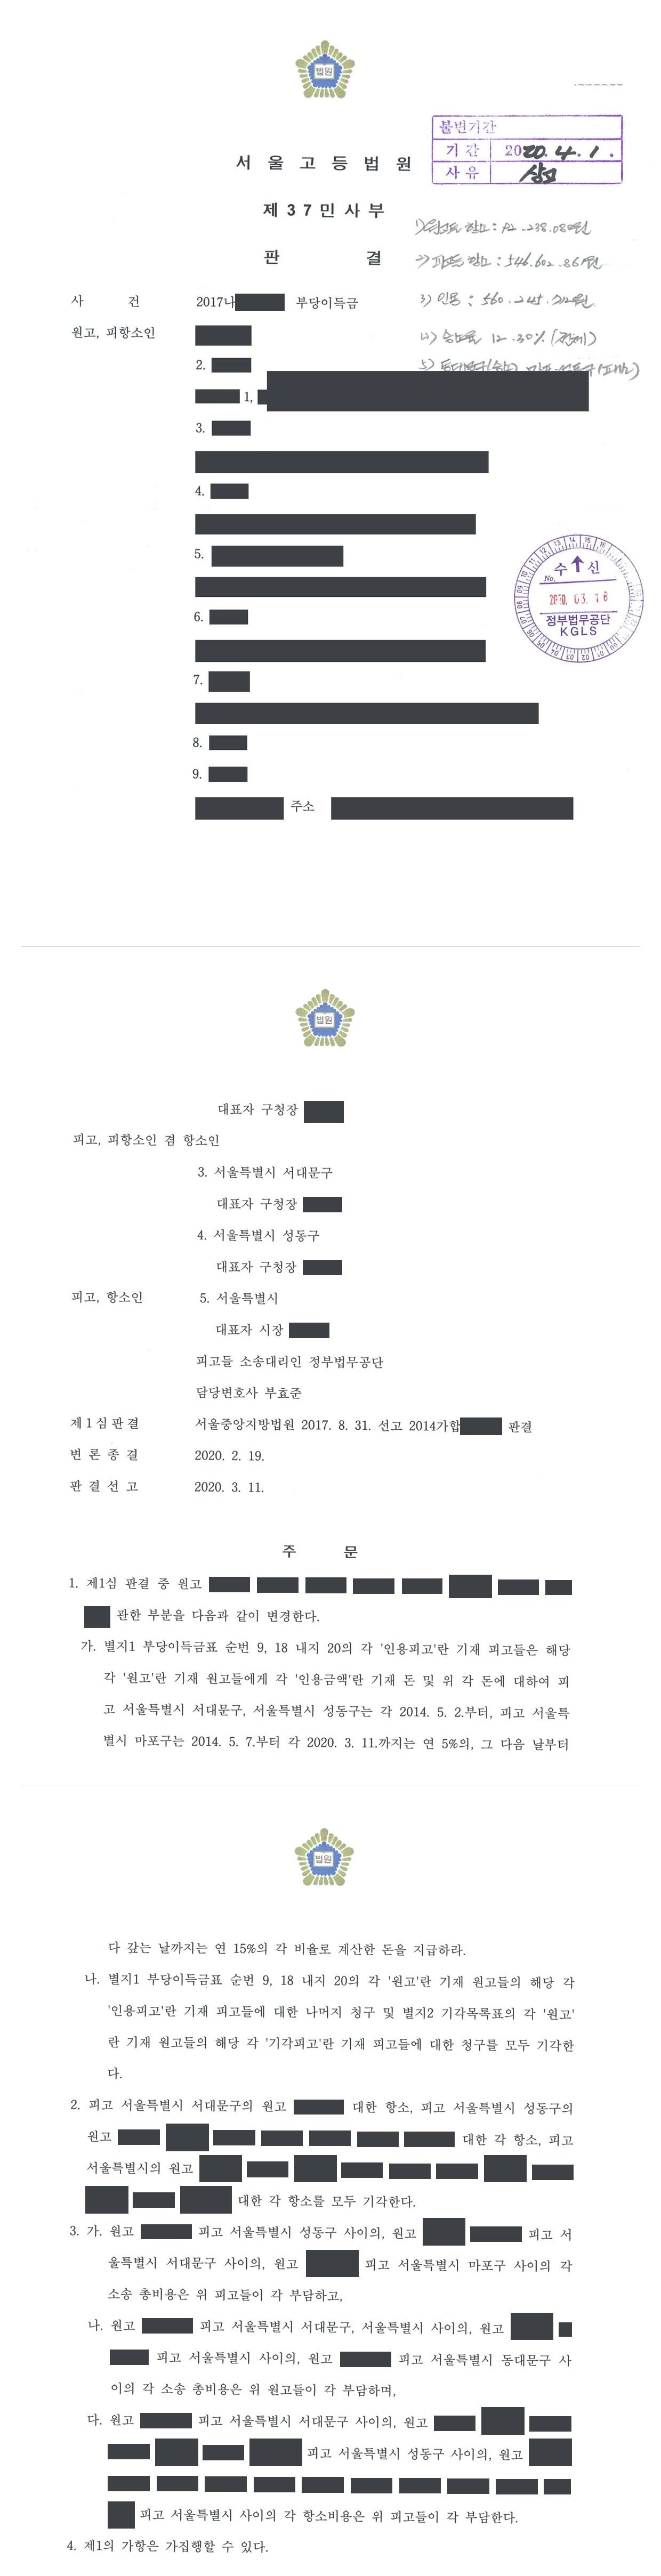 법원
불변기간
기 간 2020. 4. 1.
사 유 상고
서 울 고 등 법 원
제 3 7 민 사 부
판 결
사 건 2017나 부당이득금
3) 인용 :
원고, 피항소인
4) 승소율 12.30%
2.
1,
3.
4.
5.
수 신
No.
2020. 03. 18
정부법무공단
KGLS
6.
7.
8.
9.
주소
법원
대표자 구청장
피고, 피항소인 겸 항소인
3. 서울특별시 서대문구
대표자 구청장
4. 서울특별시 성동구
대표자 구청장
피고, 항소인 5. 서울특별시
대표자 시장
피고들 소송대리인 정부법무공단
담당변호사 부효준
제 1 심 판 결 서울중앙지방법원 2017. 8. 31. 선고 2014가합 판결
변 론 종 결 2020. 2. 19.
판 결 선 고 2020. 3. 11.
주 문
1. 제1심 판결 중 원고
관한 부분을 다음과 같이 변경한다.
가. 별지1 부당이득금표 순번 9, 18 내지 20의 각 '인용피고'란 기재 피고들은 해당
각 '원고'란 기재 원고들에게 각 '인용금액'란 기재 돈 및 위 각 돈에 대하여 피
고 서울특별시 서대문구, 서울특별시 성동구는 각 2014. 5. 2.부터, 피고 서울특
별시 마포구는 2014. 5. 7.부터 각 2020. 3. 11.까지는 연 5%의, 그 다음 날부터
법원
다 갚는 날까지는 연 15%의 각 비율로 계산한 돈을 지급하라.
나. 별지1 부당이득금표 순번 9, 18 내지 20의 각 '원고'란 기재 원고들의 해당 각
'인용피고'란 기재 피고들에 대한 나머지 청구 및 별지2 기각목록표의 각 '원고'
란 기재 원고들의 해당 각 '기각피고'란 기재 피고들에 대한 청구를 모두 기각한
다.
2. 피고 서울특별시 서대문구의 원고 대한 항소, 피고 서울특별시 성동구의
원고 대한 각 항소, 피고
서울특별시의 원고
대한 각 항소를 모두 기각한다.
3. 가. 원고 피고 서울특별시 성동구 사이의, 원고 피고 서
울특별시 서대문구 사이의, 원고 피고 서울특별시 마포구 사이의 각
소송 총비용은 위 피고들이 각 부담하고,
나. 원고 피고 서울특별시 서대문구, 서울특별시 사이의, 원고
피고 서울특별시 사이의, 원고 피고 서울특별시 동대문구 사
이의 각 소송 총비용은 위 원고들이 각 부담하며,
다. 원고 피고 서울특별시 서대문구 사이의, 원고
피고 서울특별시 성동구 사이의, 원고
피고 서울특별시 사이의 각 항소비용은 위 피고들이 각 부담한다.
4. 제1의 가항은 가집행할 수 있다.